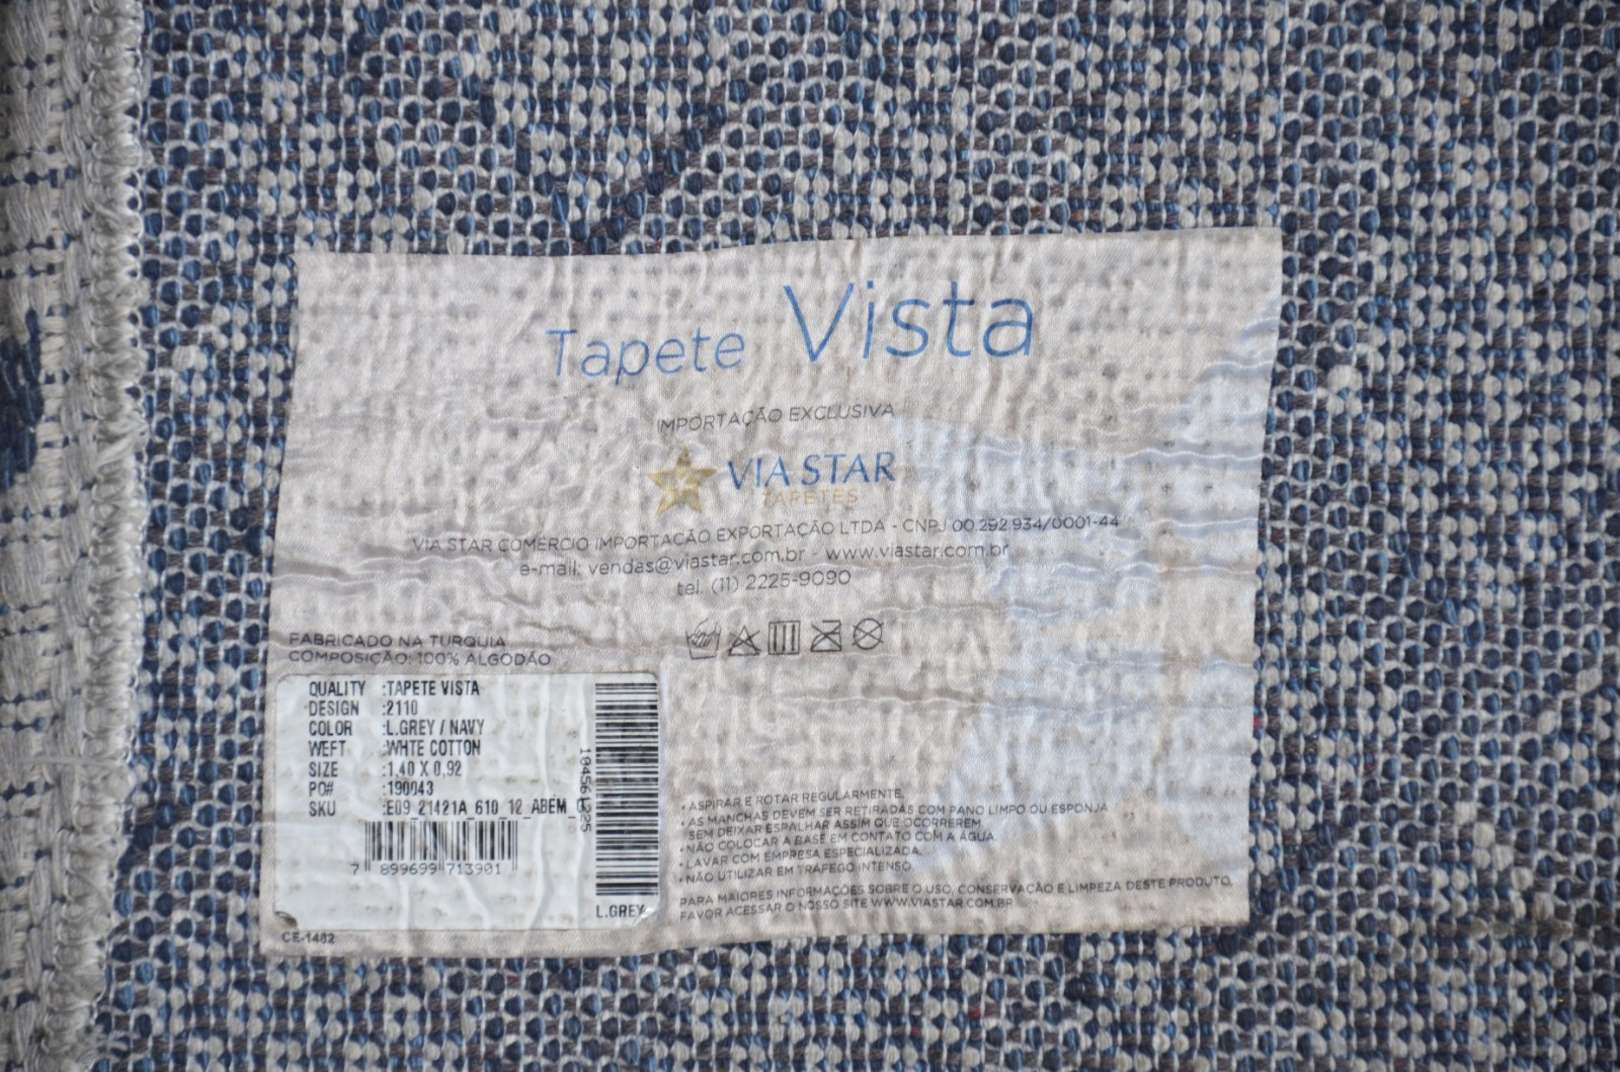 Tapete Vista
IMPORTAÇÃO EXCLUSIVA
VIA STAR
TAPETES
VIA STAR COMÉRCIO IMPORTAÇÃO EXPORTAÇÃO LTDA - CNPJ 00.292.934/0001-44
e-mail: vendas@viastar.com.br - www.viastar.com.br
tel. (11) 2225-9090
FABRICADO NA TURQUIA
COMPOSIÇÃO: 100% ALGODÃO
QUALITY :TAPETE VISTA
DESIGN :2110
COLOR :L.GREY / NAVY
WEFT :WHTE COTTON
SIZE :1,40 X 0,92
PO# :190043
SKU :E09_21421A_610_12_ABEM_
7 899699 713901
L.GREY
CE-1482
• ASPIRAR E ROTAR REGULARMENTE.
• AS MANCHAS DEVEM SER RETIRADAS COM PANO LIMPO OU ESPONJA
SEM DEIXAR ESPALHAR ASSIM QUE OCORREREM.
• NÃO COLOCAR A BASE EM CONTATO COM A ÁGUA.
• LAVAR COM EMPRESA ESPECIALIZADA.
• NÃO UTILIZAR EM TRÁFEGO INTENSO.
PARA MAIORES INFORMAÇÕES SOBRE O USO, CONSERVAÇÃO E LIMPEZA DESTE PRODUTO,
FAVOR ACESSAR O NOSSO SITE WWW.VIASTAR.COM.BR